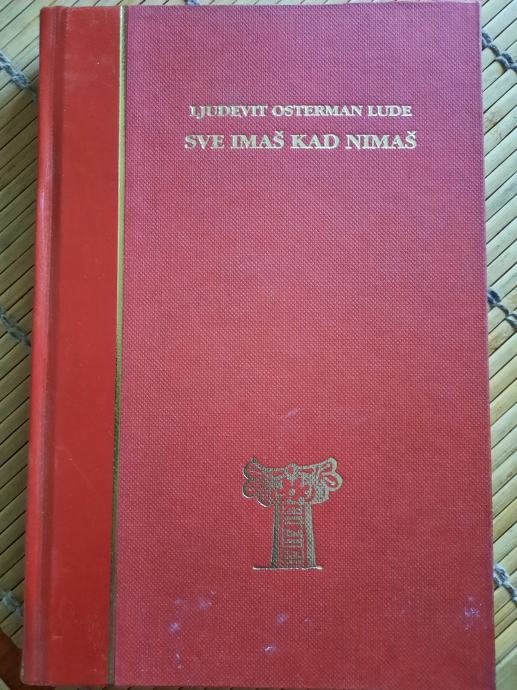 LJUDEVIT OSTERMAN LUDE
SVE IMAŠ KAD NIMAŠ